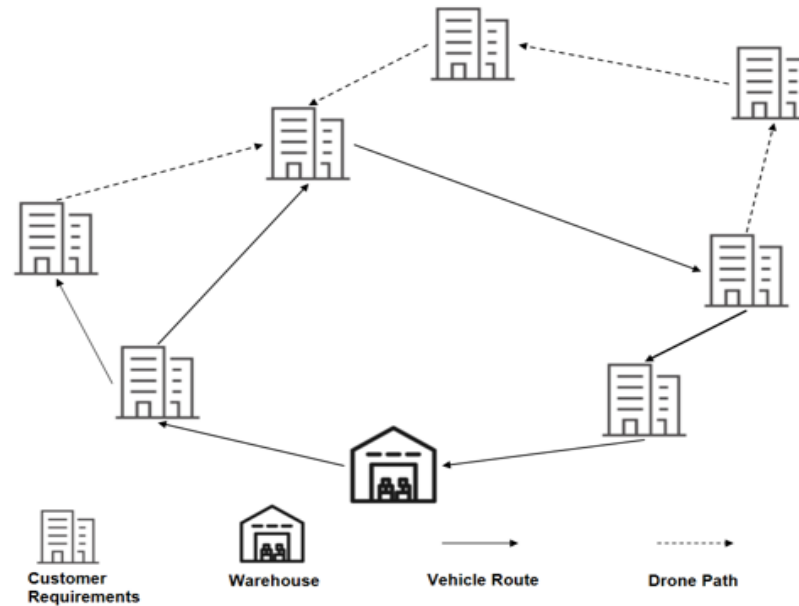 Customer
Requirements
Warehouse
Vehicle Route
Drone Path